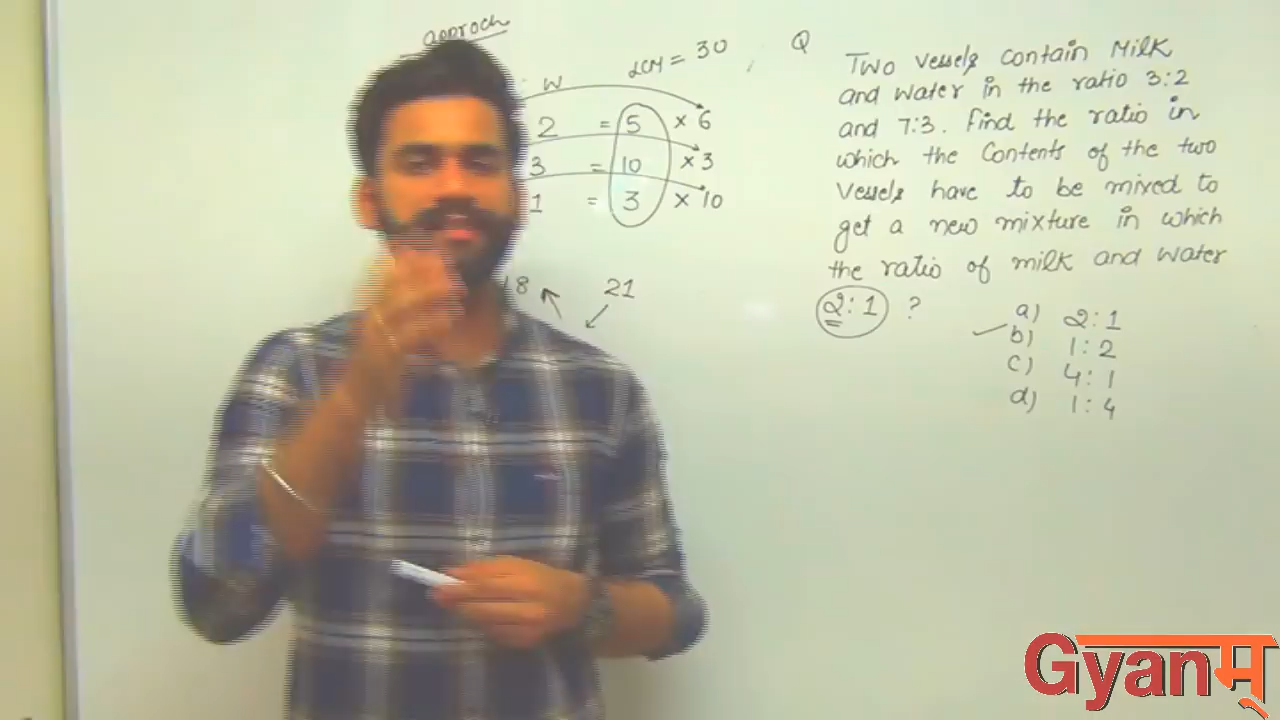 approch
W
LCM = 30
2 = 5 × 6
3 = 10 × 3
1 = 3 × 10
18 21
Q
Two vessels contain Milk
and water in the ratio 3:2
and 7:3. Find the ratio in
which the Contents of the two
vessels have to be mixed to
get a new mixture in which
the ratio of milk and water
2:1 ?
a) 2:1
b) 1:2
c) 4:1
d) 1:4
Gyanम्